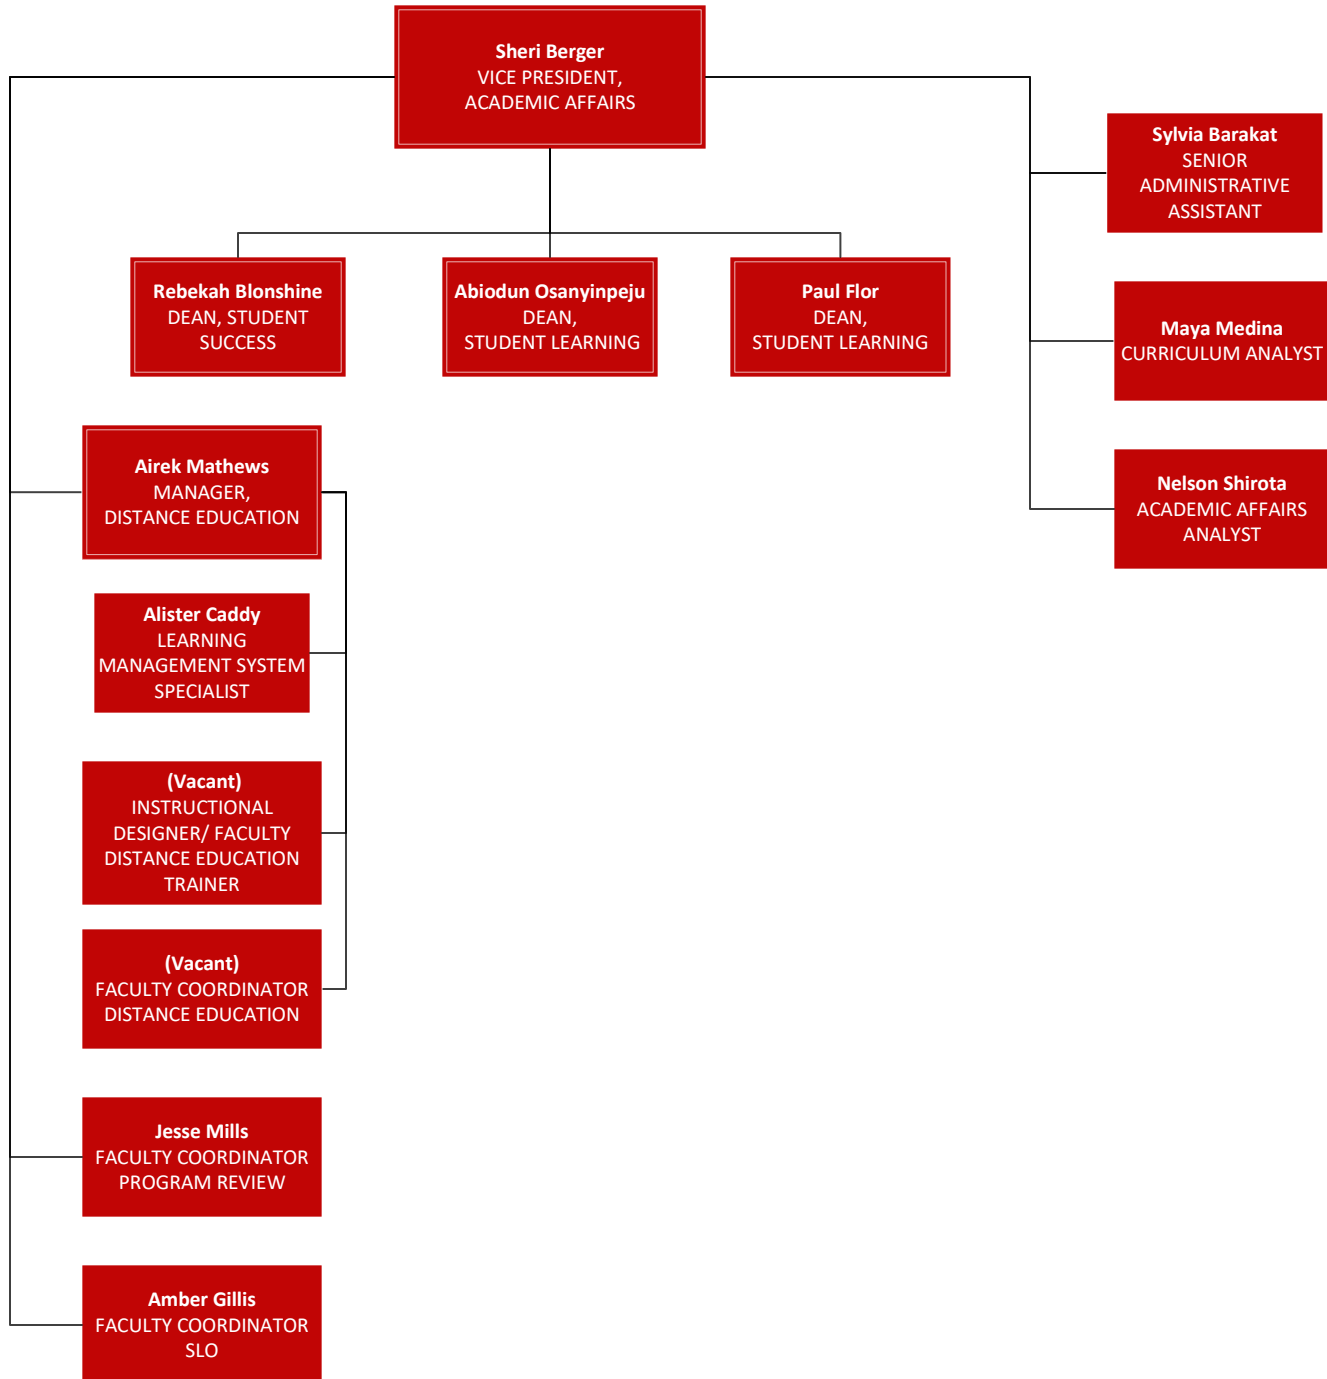 Sheri Berger
VICE PRESIDENT,
ACADEMIC AFFAIRS
Sylvia Barakat
SENIOR
ADMINISTRATIVE
ASSISTANT
Rebekah Blonshine
DEAN, STUDENT
SUCCESS
Abiodun Osanyinpeju
DEAN,
STUDENT LEARNING
Paul Flor
DEAN,
STUDENT LEARNING
Maya Medina
CURRICULUM ANALYST
Airek Mathews
MANAGER,
DISTANCE EDUCATION
Nelson Shirota
ACADEMIC AFFAIRS
ANALYST
Alister Caddy
LEARNING
MANAGEMENT SYSTEM
SPECIALIST
(Vacant)
INSTRUCTIONAL
DESIGNER/ FACULTY
DISTANCE EDUCATION
TRAINER
(Vacant)
FACULTY COORDINATOR
DISTANCE EDUCATION
Jesse Mills
FACULTY COORDINATOR
PROGRAM REVIEW
Amber Gillis
FACULTY COORDINATOR
SLO